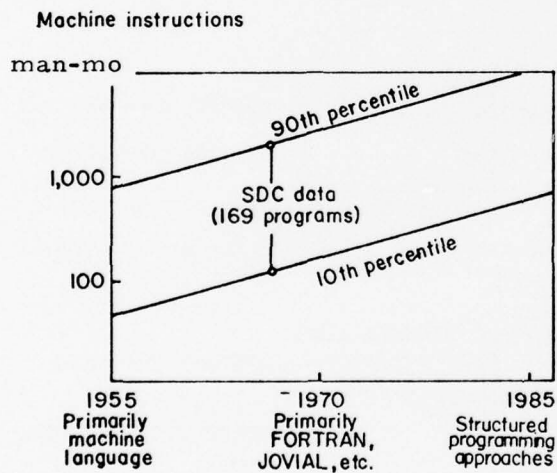 Machine instructions
man-mo
90th percentile
1,000
SDC data
(169 programs)
10th percentile
100
1955
1970
1985
Primarily
machine
language
Primarily
FORTRAN,
JOVIAL, etc.
Structured
programming
approaches